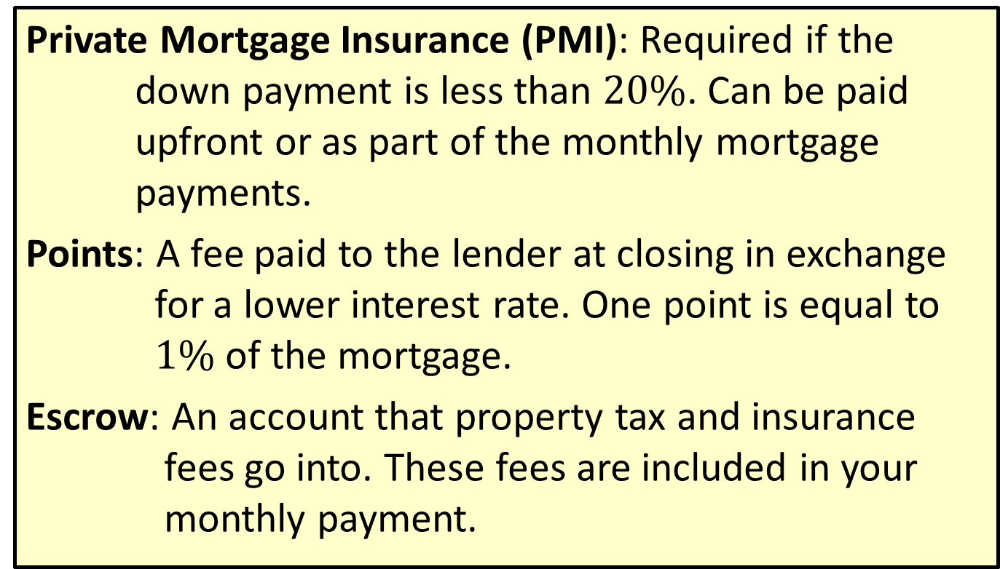 Private Mortgage Insurance (PMI): Required if the
down payment is less than 20%. Can be paid
upfront or as part of the monthly mortgage
payments.
Points: A fee paid to the lender at closing in exchange
for a lower interest rate. One point is equal to
1% of the mortgage.
Escrow: An account that property tax and insurance
fees go into. These fees are included in your
monthly payment.